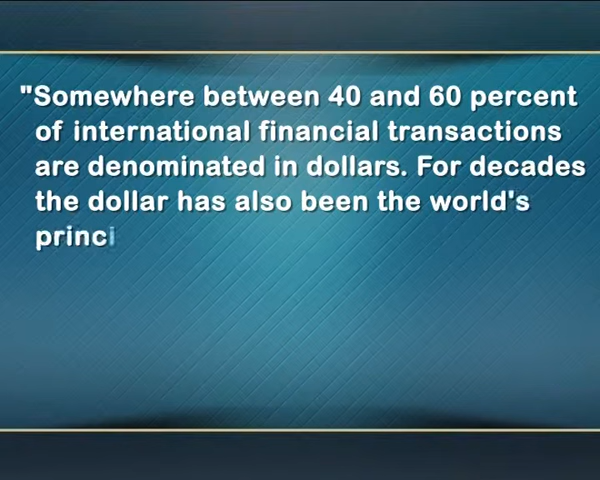 "Somewhere between 40 and 60 percent
of international financial transactions
are denominated in dollars. For decades
the dollar has also been the world's
princi